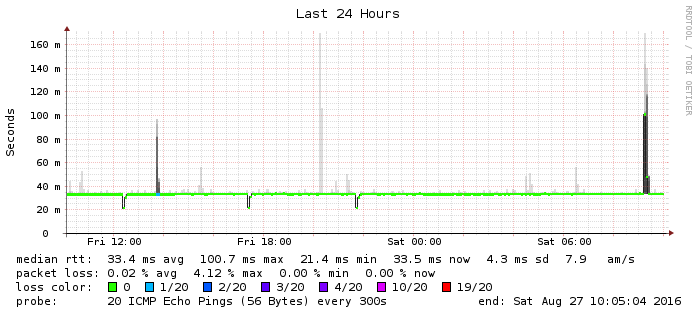 Last 24 Hours
RRDTOOL / TOBI OETIKER
Seconds
160 m
140 m
120 m
100 m
80 m
60 m
40 m
20 m
0
Fri 12:00 Fri 18:00 Sat 00:00 Sat 06:00
median rtt: 33.4 ms avg 100.7 ms max 21.4 ms min 33.5 ms now 4.3 ms sd 7.9 am/s
packet loss: 0.02 % avg 4.12 % max 0.00 % min 0.00 % now
loss color: 0 1/20 2/20 3/20 4/20 10/20 19/20
probe: 20 ICMP Echo Pings (56 Bytes) every 300s end: Sat Aug 27 10:05:04 2016